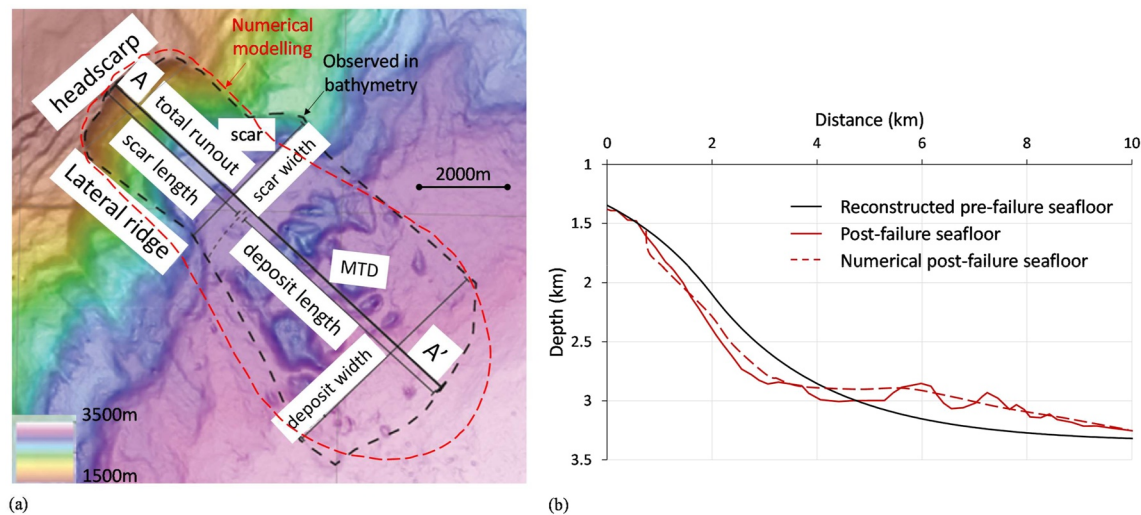 Numerical
modelling
Observed in
bathymetry
headscarp
A
total runout
scar
scar length
scar width
2000m
Lateral ridge
MTD
deposit length
A’
deposit width
3500m
1500m
(a)
Distance (km)
0 2 4 6 8 10
1
1.5
2
2.5
3
3.5
Depth (km)
Reconstructed pre-failure seafloor
Post-failure seafloor
Numerical post-failure seafloor
(b)